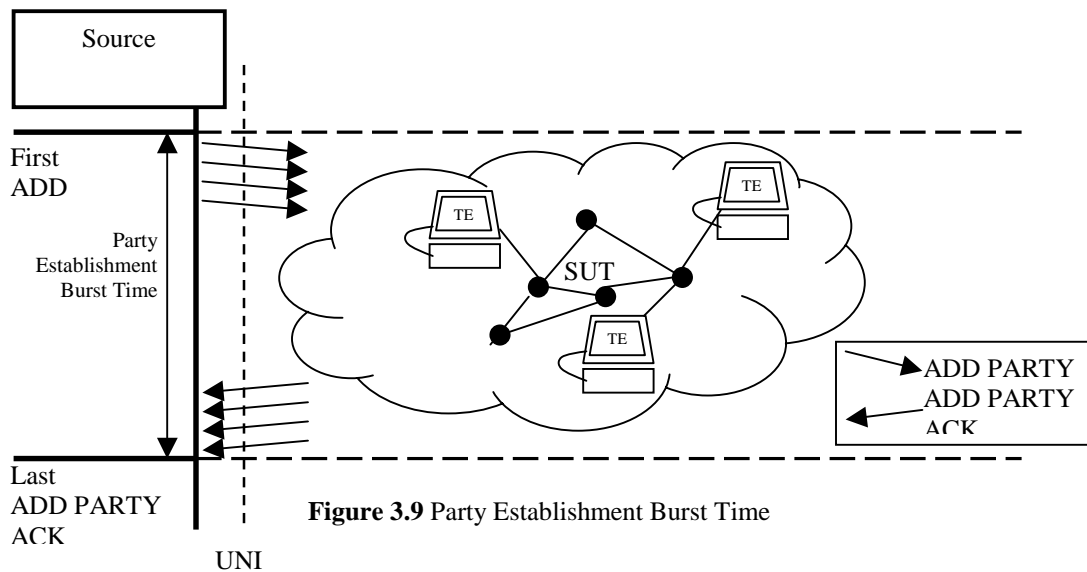 Source
First
ADD
Party
Establishment
Burst Time
TE
TE
SUT
TE
ADD PARTY
ADD PARTY
ACK
Last
ADD PARTY
ACK
Figure 3.9 Party Establishment Burst Time
UNI